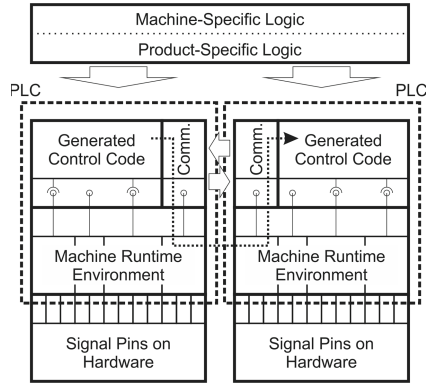 Machine-Specific Logic
Product-Specific Logic
PLC
PLC
Generated
Control Code
Comm.
Comm.
Generated
Control Code
Machine Runtime
Environment
Machine Runtime
Environment
Signal Pins on
Hardware
Signal Pins on
Hardware